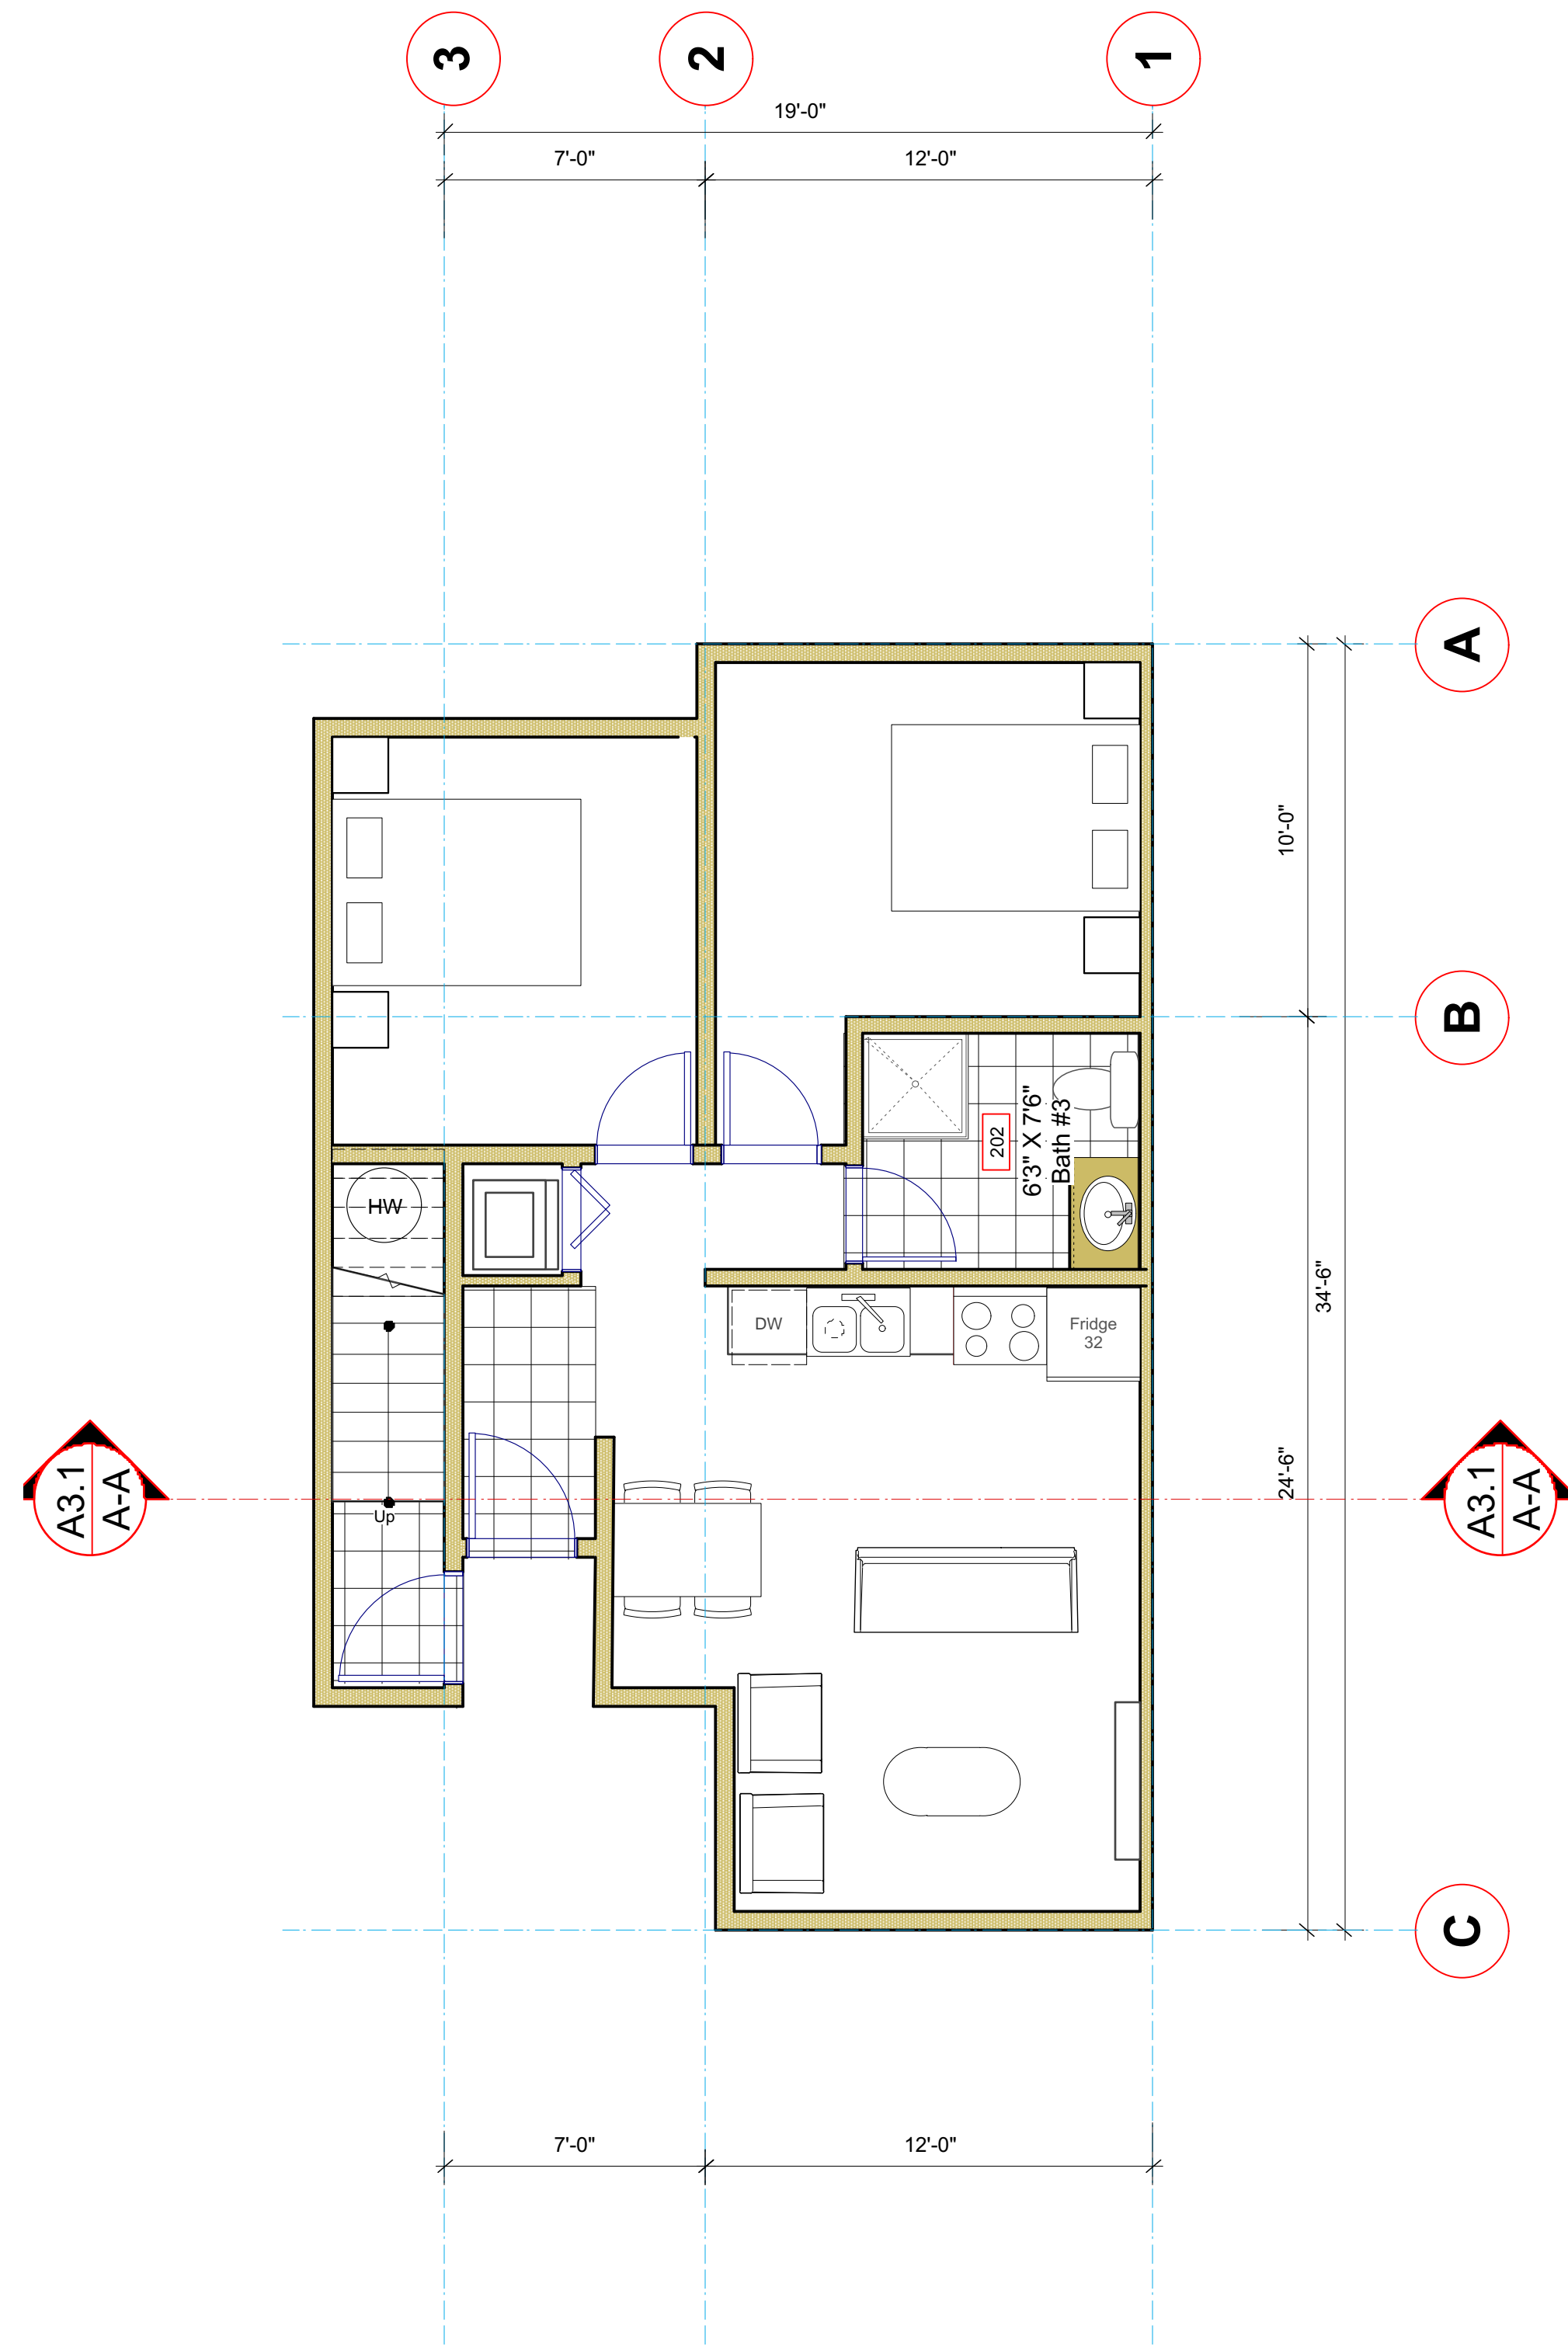 3
2
1
19'-0"
7'-0"
12'-0"
A
10'-0"
B
202
6'3" X 7'6"
Bath #3
HW
34'-6"
DW
Fridge
32
24'-6"
A3.1
A-A
A3.1
A-A
Up
C
7'-0"
12'-0"